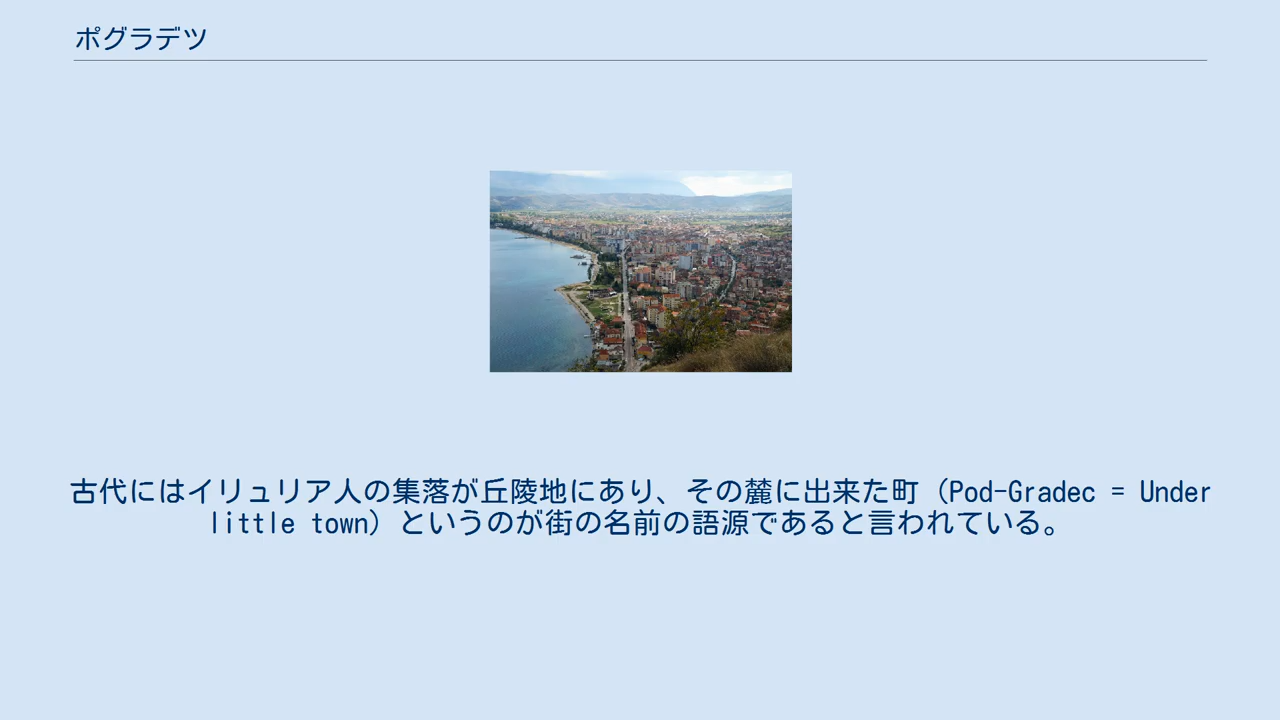 ポグラデツ
古代にはイリュリア人の集落が丘陵地にあり、その麓に出来た町（Pod-Gradec = Under
little town）というのが街の名前の語源であると言われている。